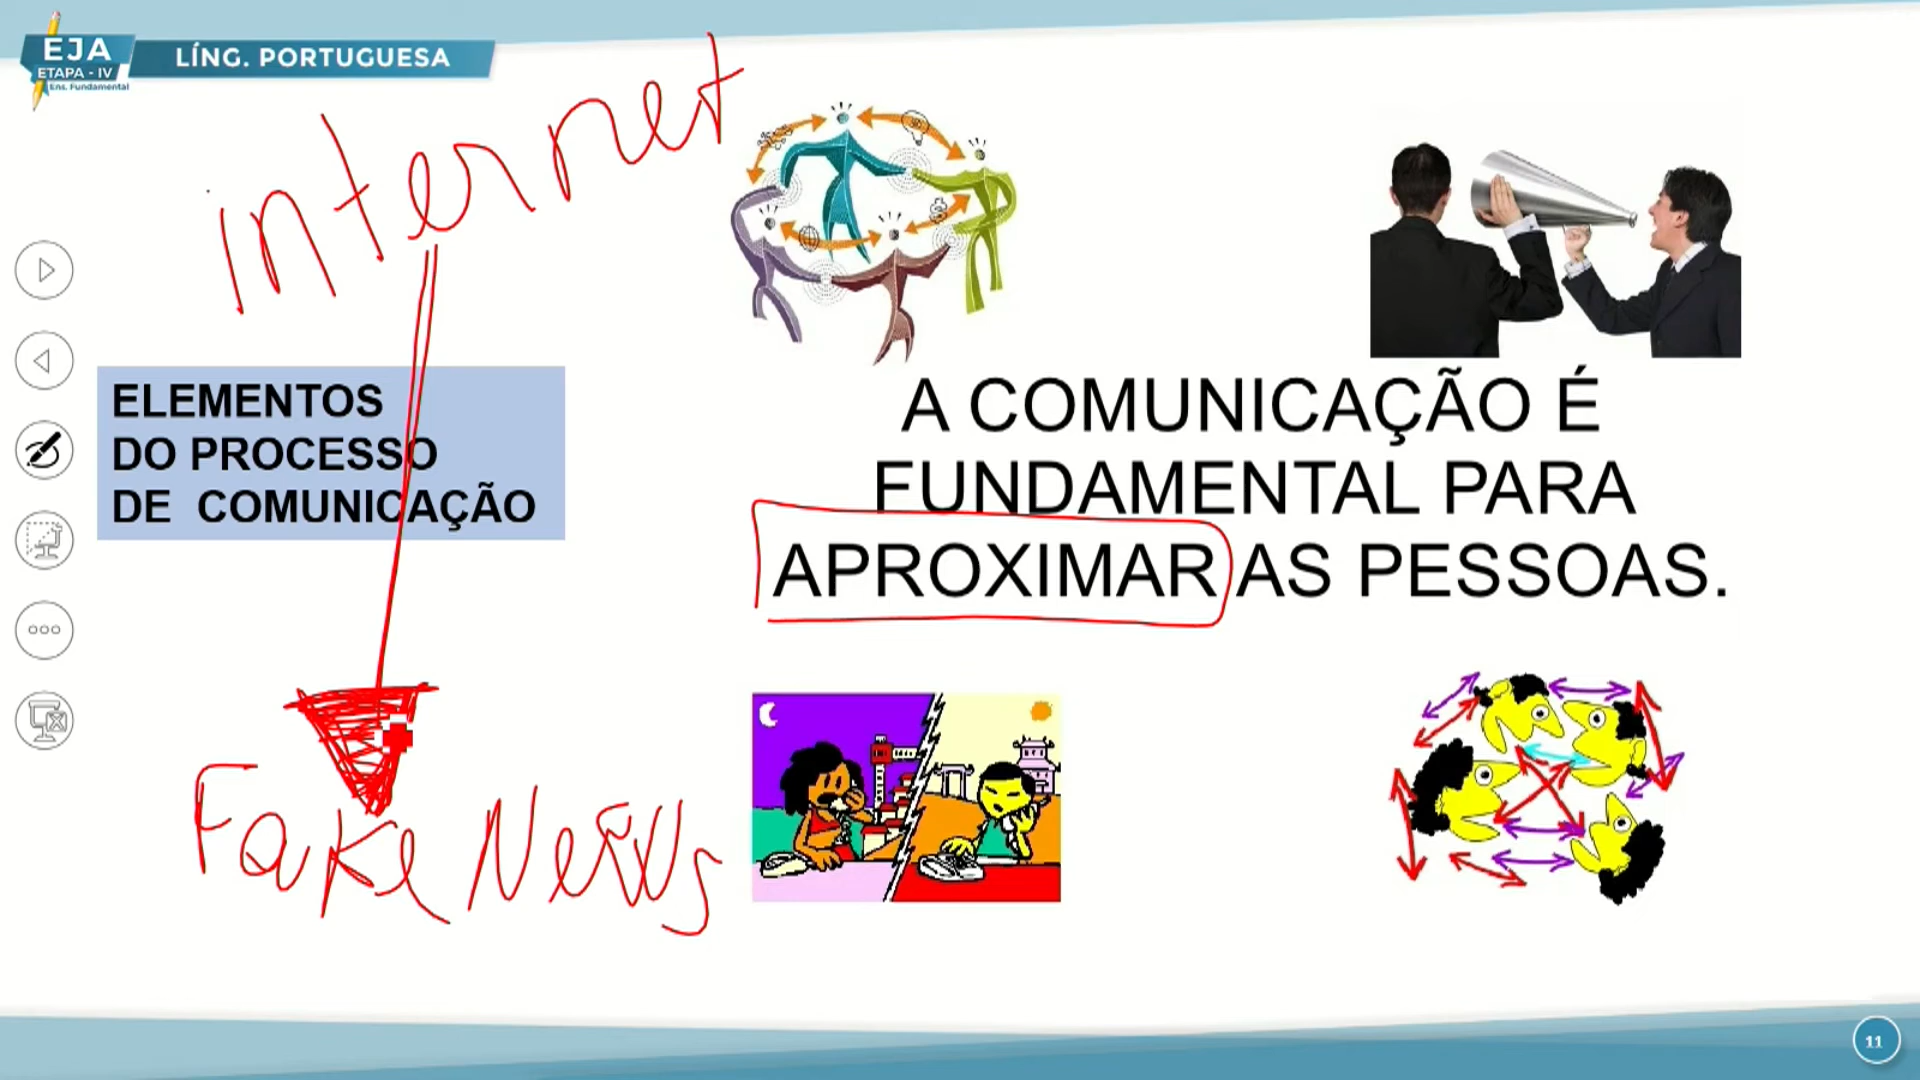 EJA
ETAPA - IV
Ens. Fundamental
LÍNG. PORTUGUESA
internet
ELEMENTOS
DO PROCESSO
DE COMUNICAÇÃO
A COMUNICAÇÃO É
FUNDAMENTAL PARA
APROXIMAR AS PESSOAS.
Fake News
11